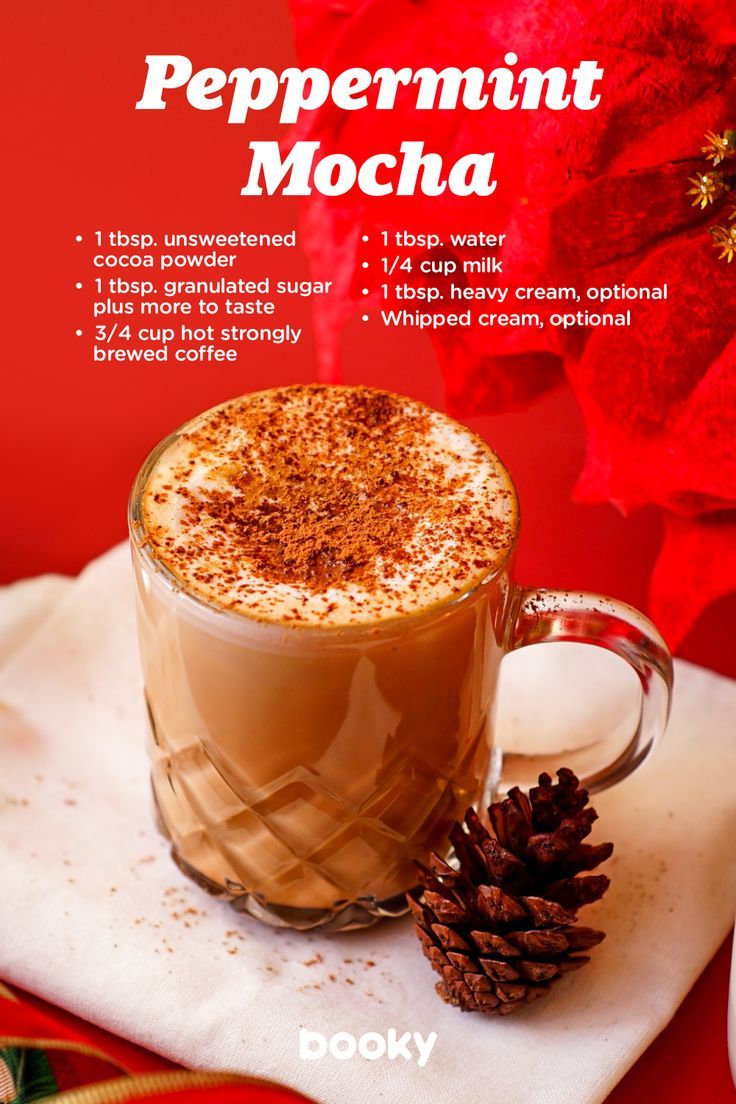 Peppermint
Mocha
• 1 tbsp. unsweetened
cocoa powder
• 1 tbsp. granulated sugar
plus more to taste
• 3/4 cup hot strongly
brewed coffee
• 1 tbsp. water
• 1/4 cup milk
• 1 tbsp. heavy cream, optional
• Whipped cream, optional
booky